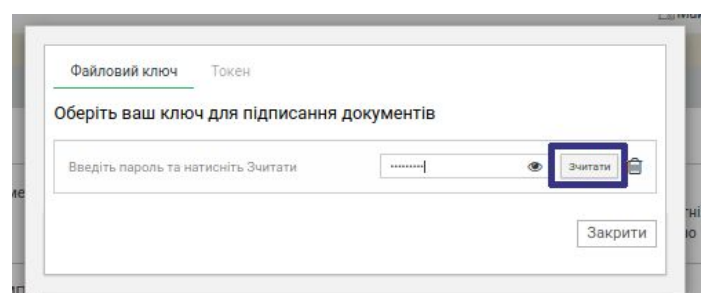 Файловий ключ Токен
Оберіть ваш ключ для підписання документів
Введіть пароль та натисніть Зчитати ········· Зчитати
Закрити